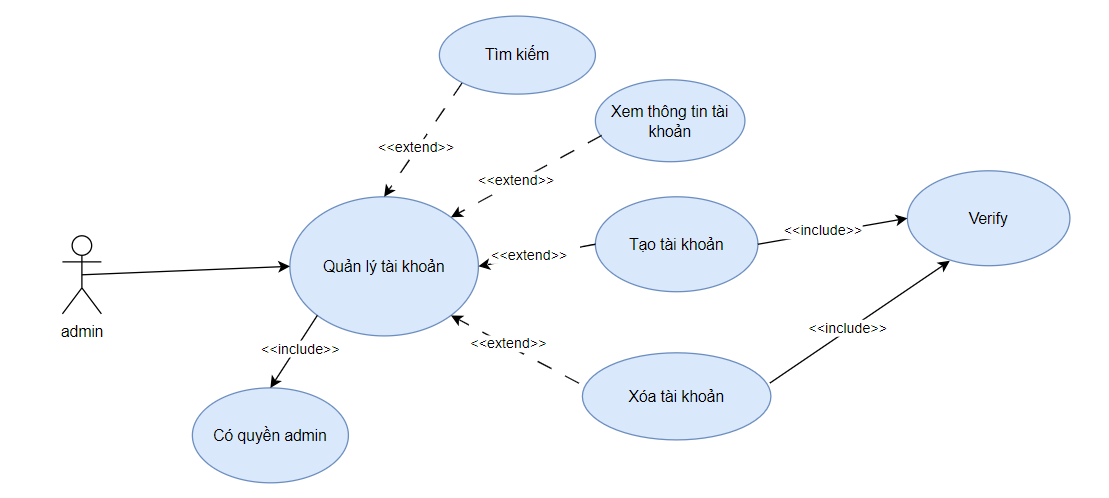 Tìm kiếm
Xem thông tin tài
khoản
<<extend>>
<<extend>>
Verify
Tạo tài khoản
<<include>>
<<extend>>
Quản lý tài khoản
admin
<<include>>
<<extend>>
<<include>>
Xóa tài khoản
Có quyền admin